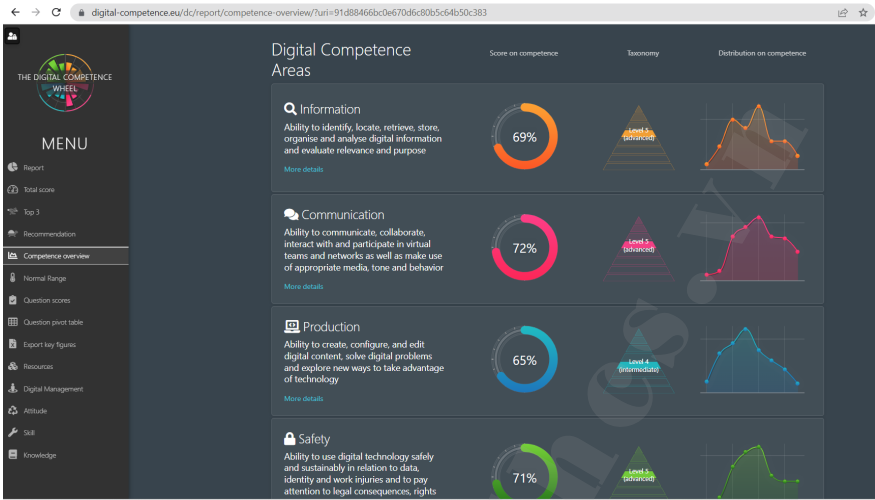 digital-competence.eu/dc/report/competence-overview/?uri=91d88466bc0e670d6c80b5c64b50c383
THE DIGITAL COMPETENCE
WHEEL
MENU
Report
Total score
Top 3
Recommendation
Competence overview
Normal Range
Question scores
Question pivot table
Export key figures
Resources
Digital Management
Attitude
Skill
Knowledge
Digital Competence
Areas
Score on competence
Taxonomy
Distribution on competence
Information
Ability to identify, locate, retrieve, store,
organise and analyse digital information
and evaluate relevance and purpose
More details
69%
Level 5
(advanced)
Communication
Ability to communicate, collaborate,
interact with and participate in virtual
teams and networks as well as make use
of appropriate media, tone and behavior
More details
72%
Level 5
(advanced)
Production
Ability to create, configure, and edit
digital content, solve digital problems
and explore new ways to take advantage
of technology
More details
65%
Level 4
(intermediate)
Safety
Ability to use digital technology safely
and sustainably in relation to data,
identity and work injuries and to pay
attention to legal consequences, rights
71%
Level 5
(advanced)